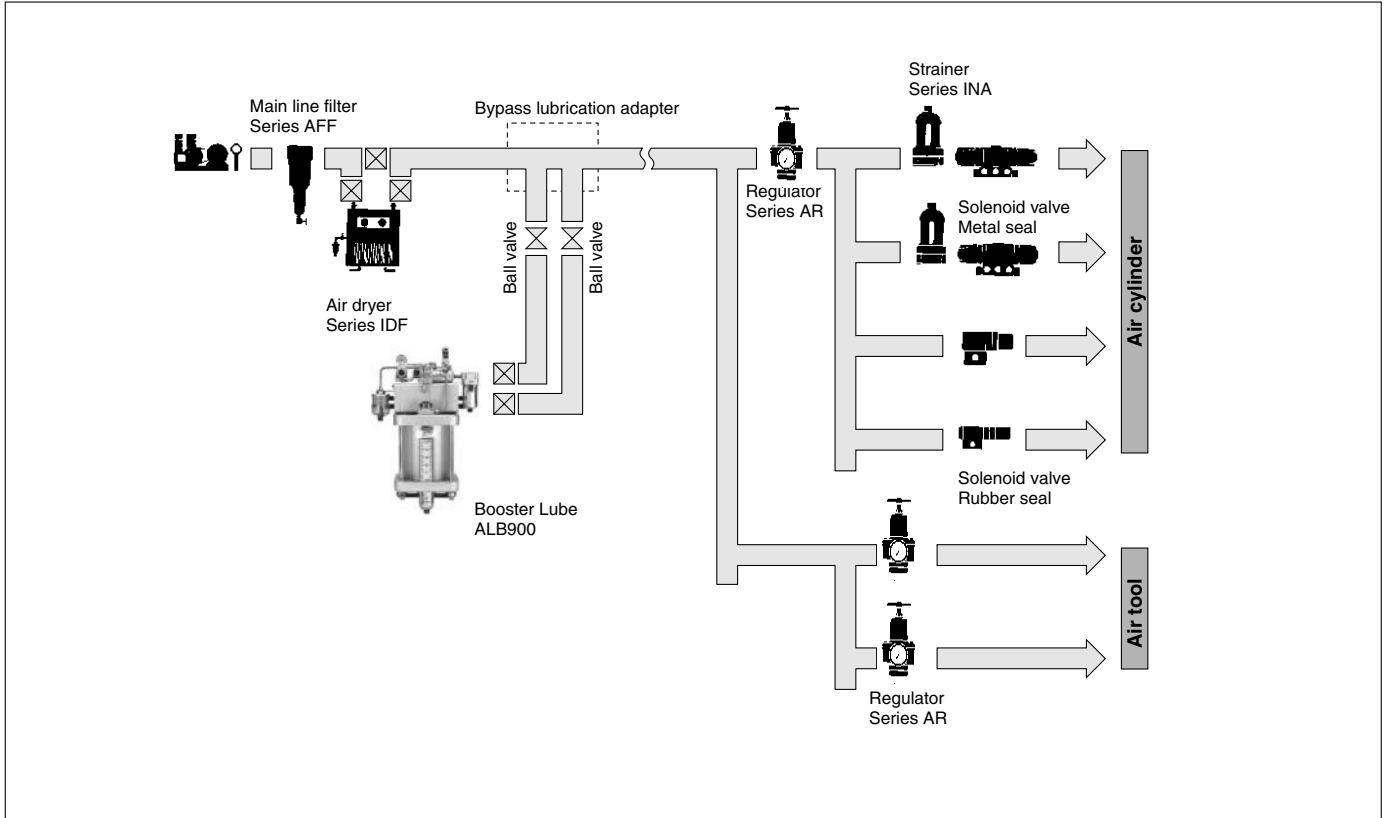 Main line filter
Series AFF
Bypass lubrication adapter
Strainer
Series INA
Regulator
Series AR
Solenoid valve
Metal seal
Ball valve
Ball valve
Air dryer
Series IDF
Air cylinder
Solenoid valve
Rubber seal
Booster Lube
ALB900
Air tool
Regulator
Series AR